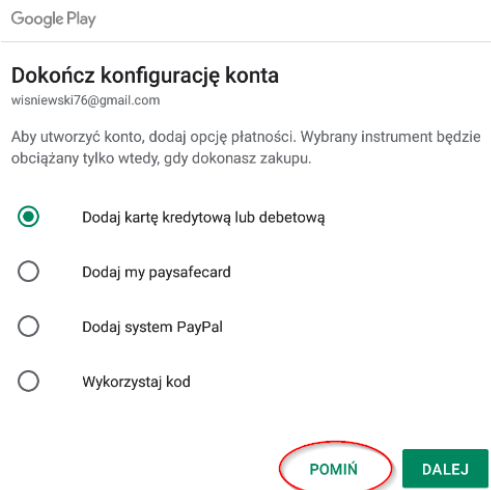 Google Play
Dokończ konfigurację konta
wisniewski76@gmail.com
Aby utworzyć konto, dodaj opcję płatności. Wybrany instrument będzie
obciążany tylko wtedy, gdy dokonasz zakupu.
Dodaj kartę kredytową lub debetową
Dodaj my paysafecard
Dodaj system PayPal
Wykorzystaj kod
POMIŃ
DALEJ